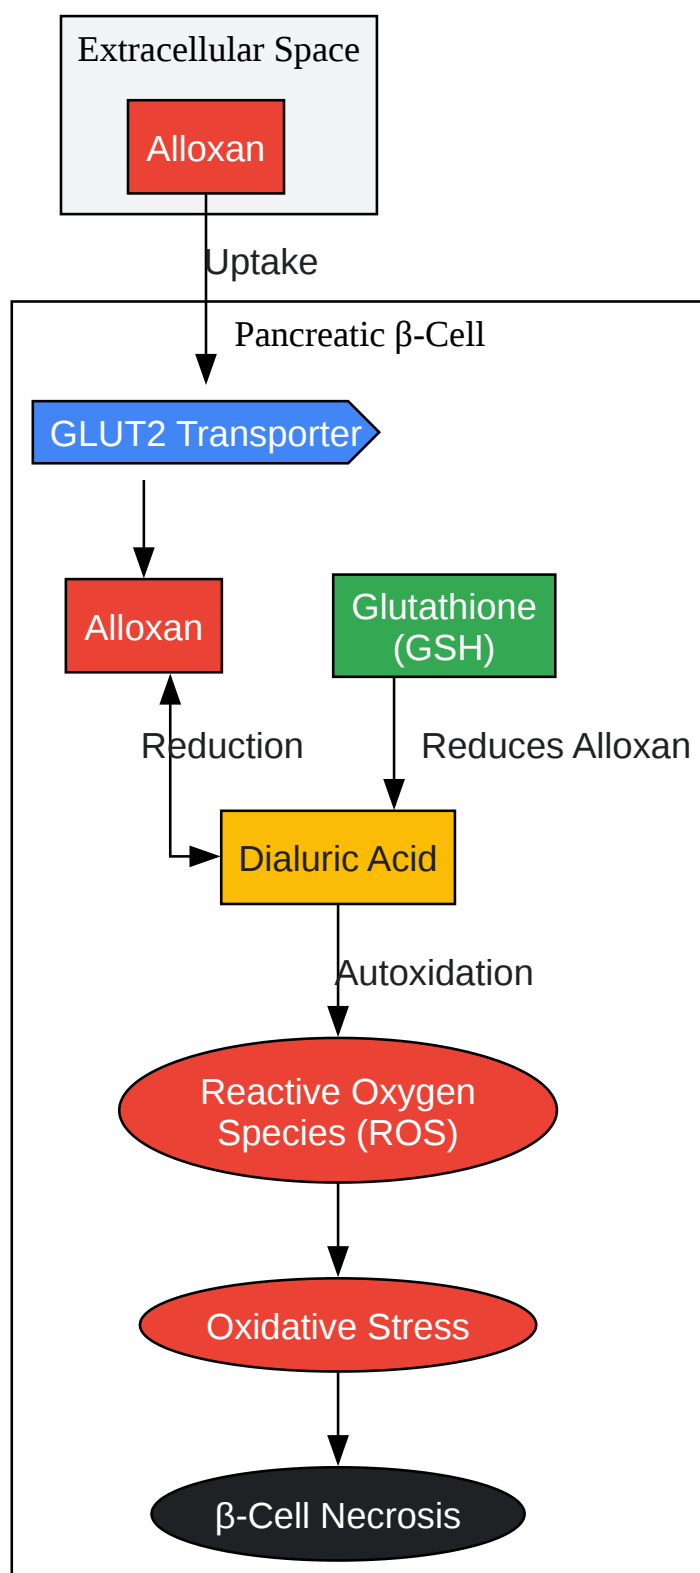 Extracellular Space
Alloxan
Uptake
Pancreatic β-Cell
GLUT2 Transporter
Alloxan
Glutathione
(GSH)
Reduction
Reduces Alloxan
Dialuric Acid
Autoxidation
Reactive Oxygen
Species (ROS)
Oxidative Stress
β-Cell Necrosis